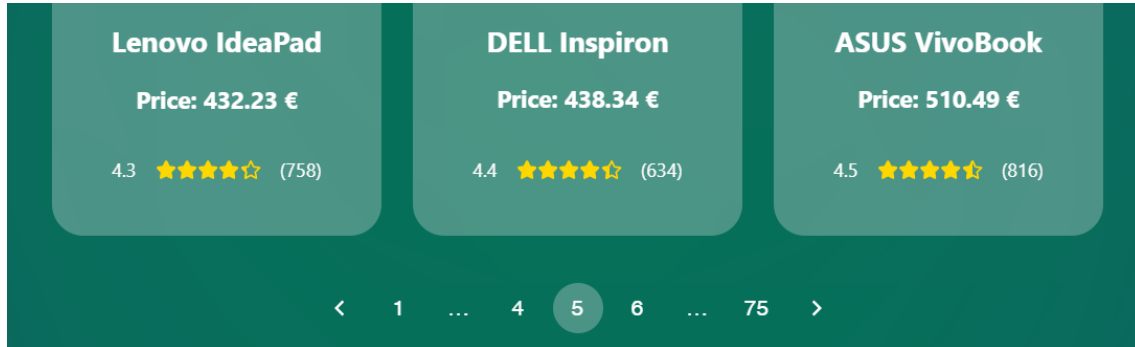 Lenovo IdeaPad
Price: 432.23 €
4.3 (758)
DELL Inspiron
Price: 438.34 €
4.4 (634)
ASUS VivoBook
Price: 510.49 €
4.5 (816)
1 ... 4 5 6 ... 75